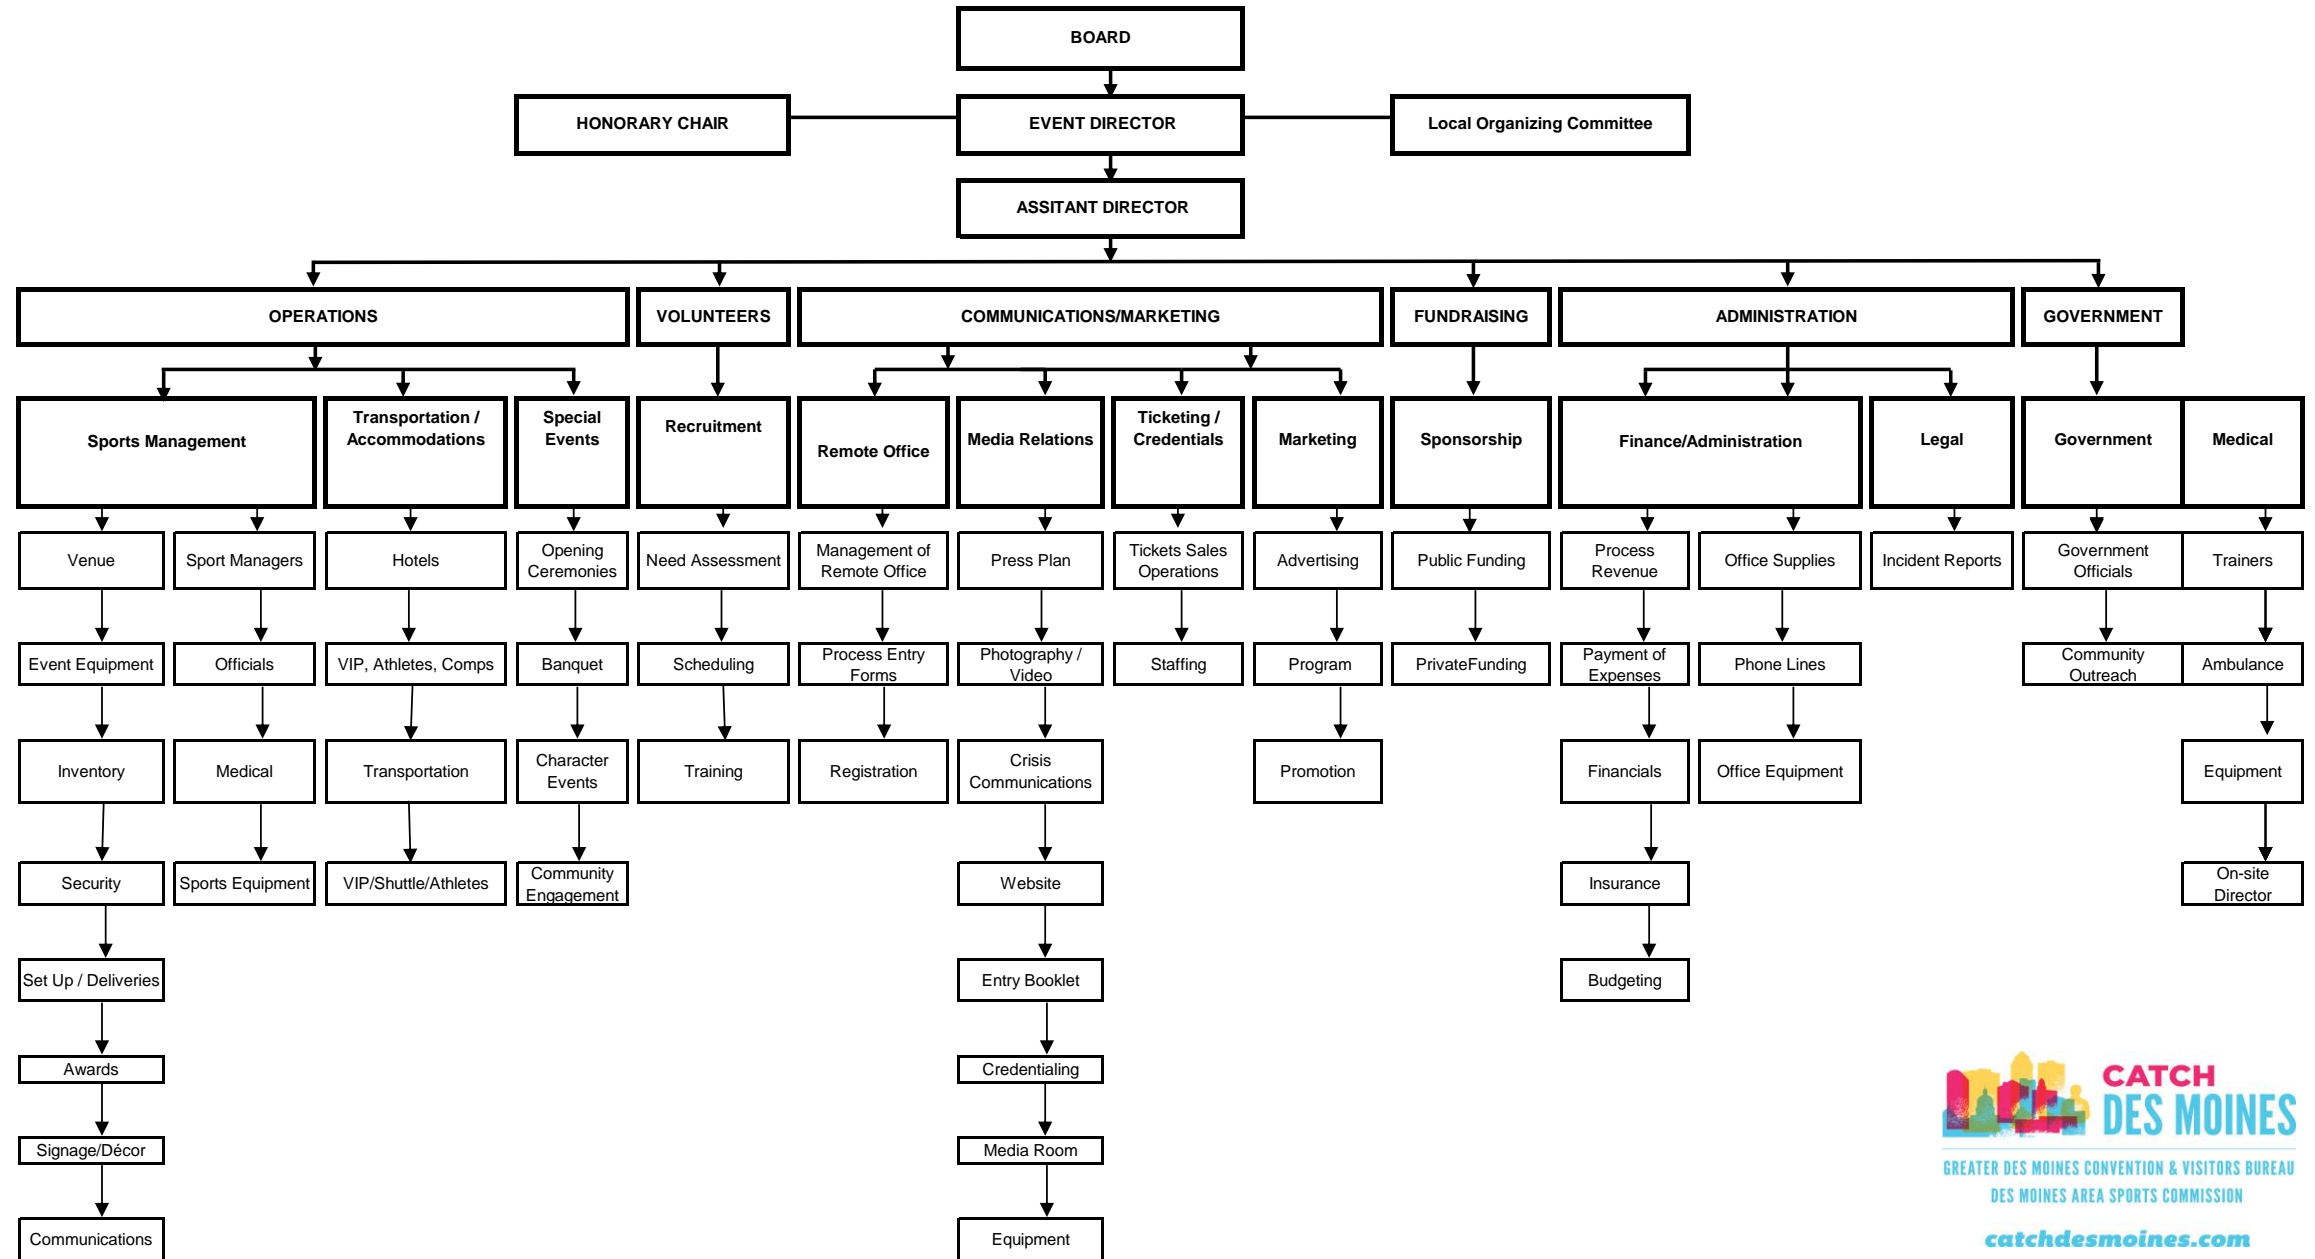 BOARD
HONORARY CHAIR
EVENT DIRECTOR
Local Organizing Committee
ASSITANT DIRECTOR
OPERATIONS
VOLUNTEERS
COMMUNICATIONS/MARKETING
FUNDRAISING
ADMINISTRATION
GOVERNMENT
Sports Management
Transportation /
Accommodations
Special
Events
Recruitment
Remote Office
Media Relations
Ticketing /
Credentials
Marketing
Sponsorship
Finance/Administration
Legal
Government
Medical
Venue
Sport Managers
Hotels
Opening
Ceremonies
Need Assessment
Management of
Remote Office
Press Plan
Tickets Sales
Operations
Advertising
Public Funding
Process
Revenue
Office Supplies
Incident Reports
Government
Officials
Trainers
Event Equipment
Officials
VIP, Athletes, Comps
Banquet
Scheduling
Process Entry
Forms
Photography /
Video
Staffing
Program
PrivateFunding
Payment of
Expenses
Phone Lines
Community
Outreach
Ambulance
Inventory
Medical
Transportation
Character
Events
Training
Registration
Crisis
Communications
Promotion
Financials
Office Equipment
Equipment
Security
Sports Equipment
VIP/Shuttle/Athletes
Community
Engagement
Website
Insurance
On-site
Director
Set Up / Deliveries
Entry Booklet
Budgeting
Awards
Credentialing
Signage/Décor
Media Room
Communications
Equipment
CATCH
DES MOINES
GREATER DES MOINES CONVENTION & VISITORS BUREAU
DES MOINES AREA SPORTS COMMISSION
catchdesmoines.com